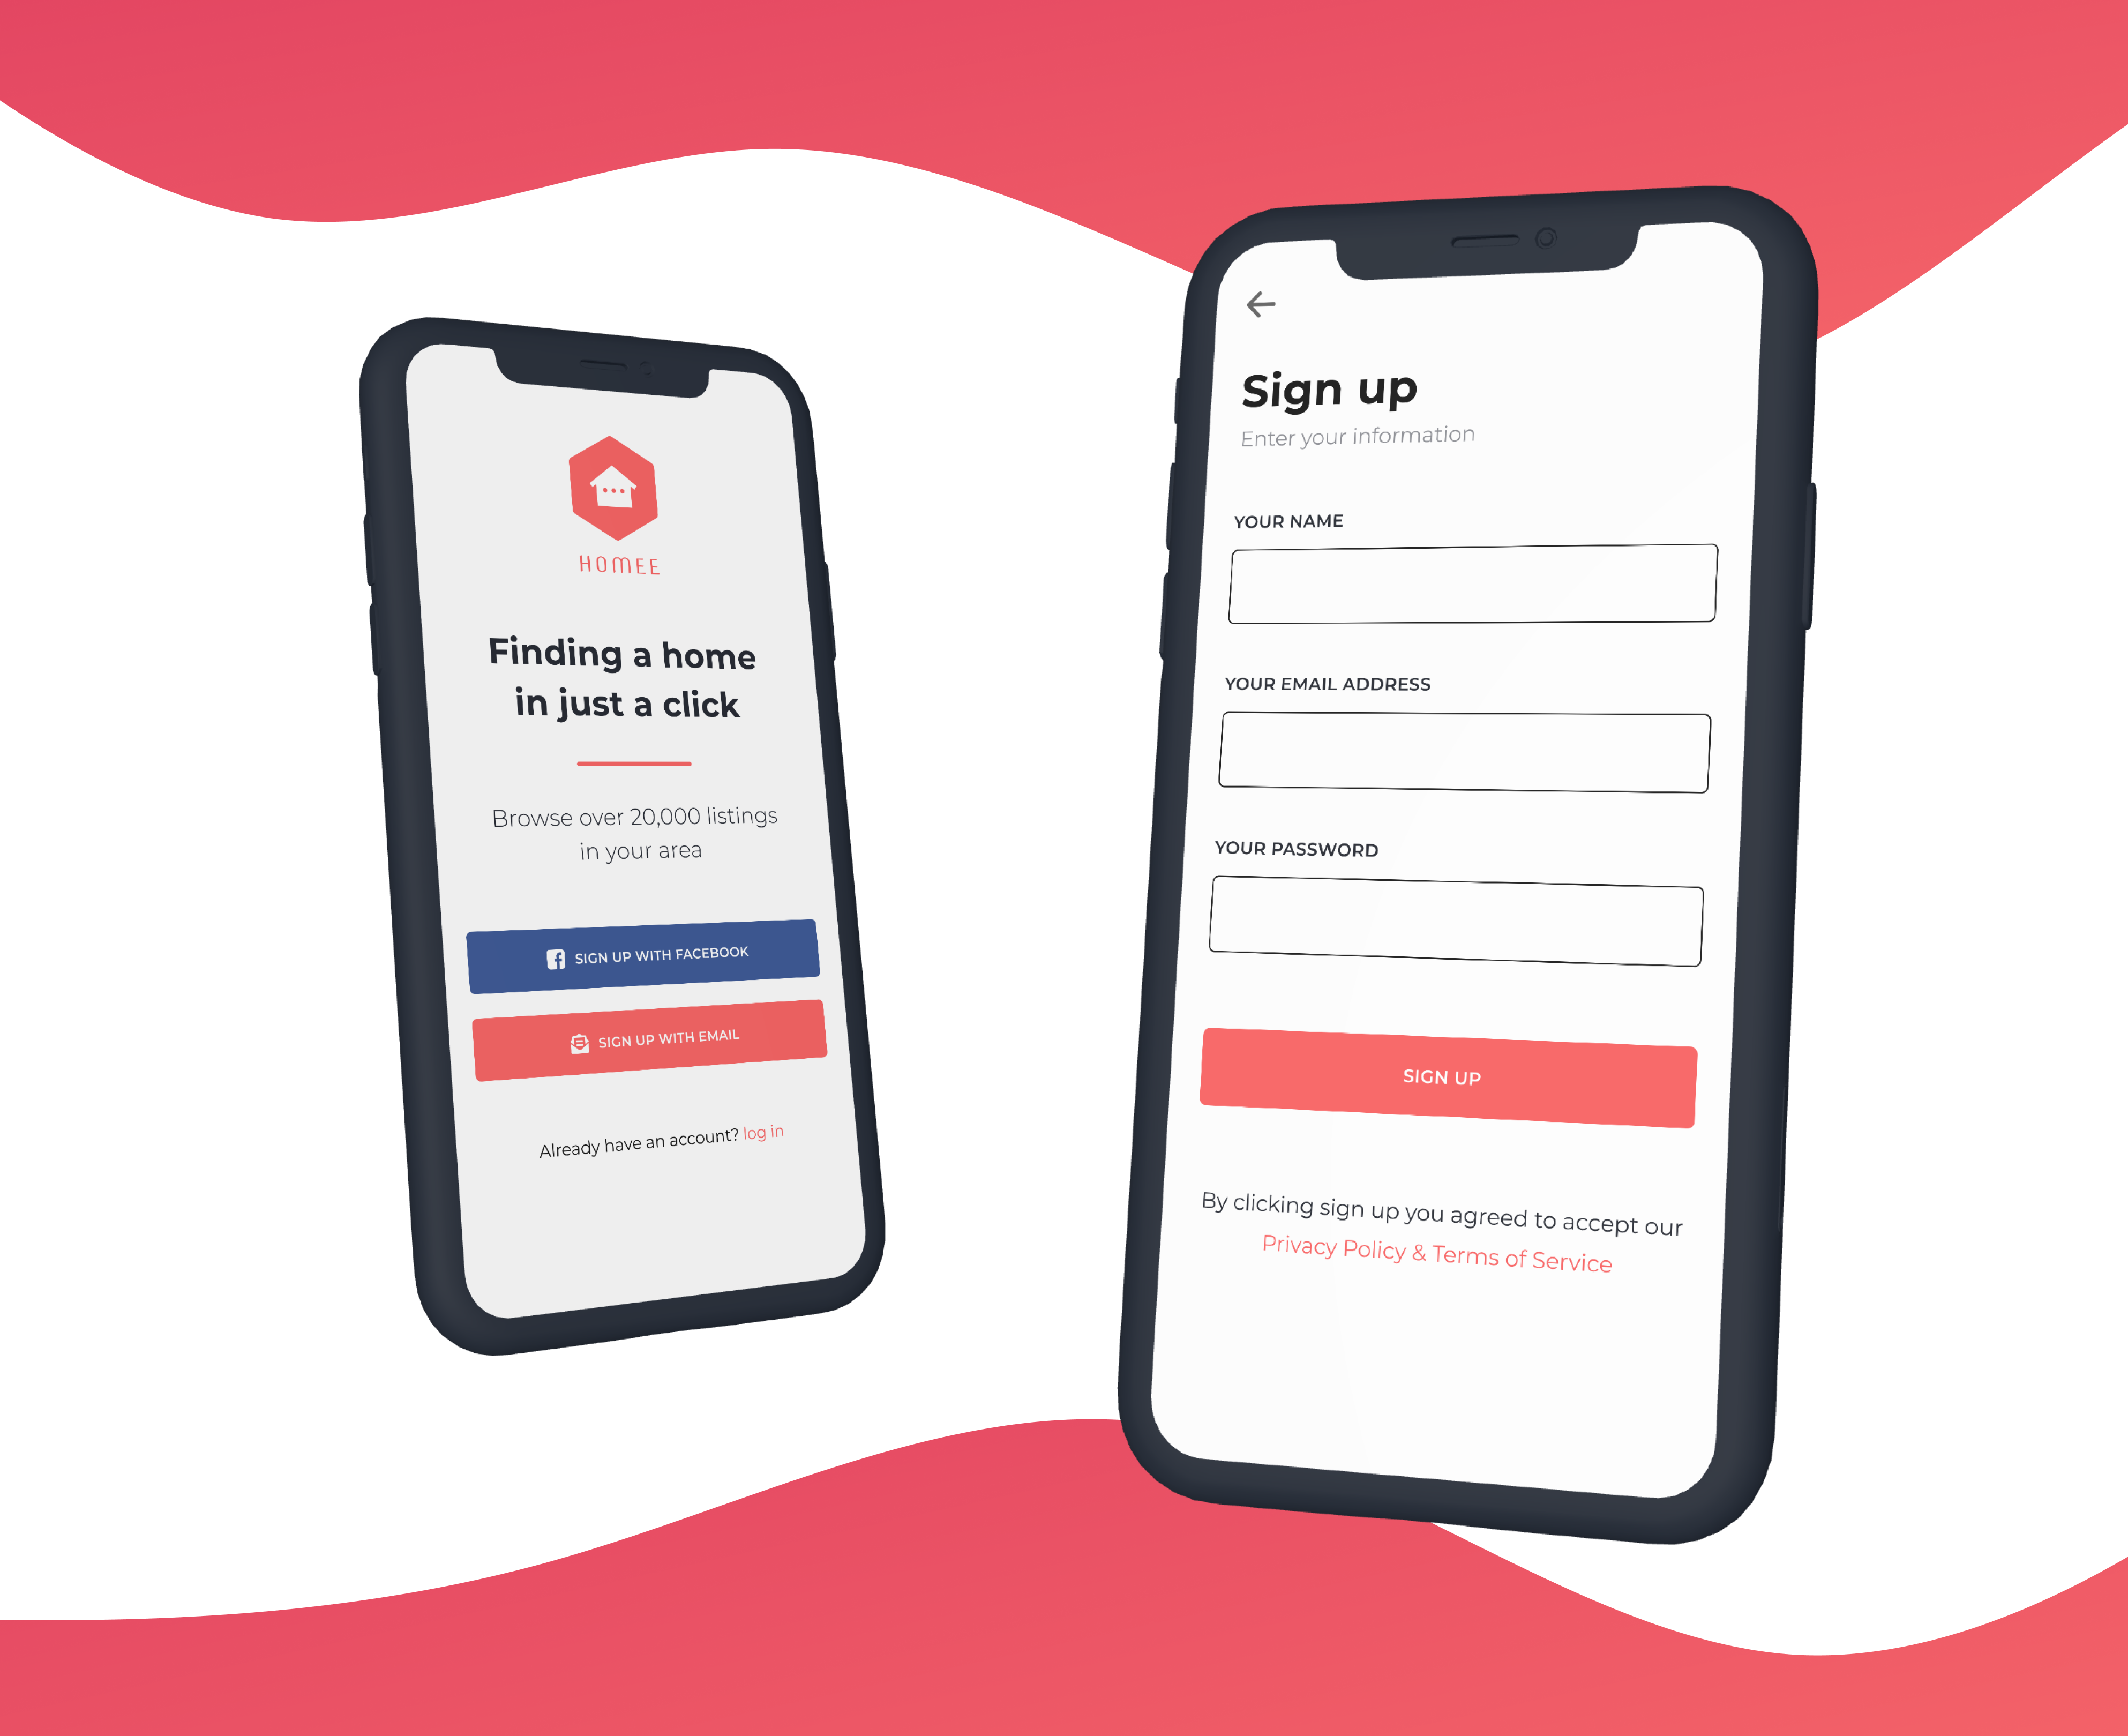 HOMEE
Finding a home
in just a click
Browse over 20,000 listings
in your area
SIGN UP WITH FACEBOOK
SIGN UP WITH EMAIL
Already have an account? log in
Sign up
Enter your information
YOUR NAME
YOUR EMAIL ADDRESS
YOUR PASSWORD
SIGN UP
By clicking sign up you agreed to accept our
Privacy Policy & Terms of Service